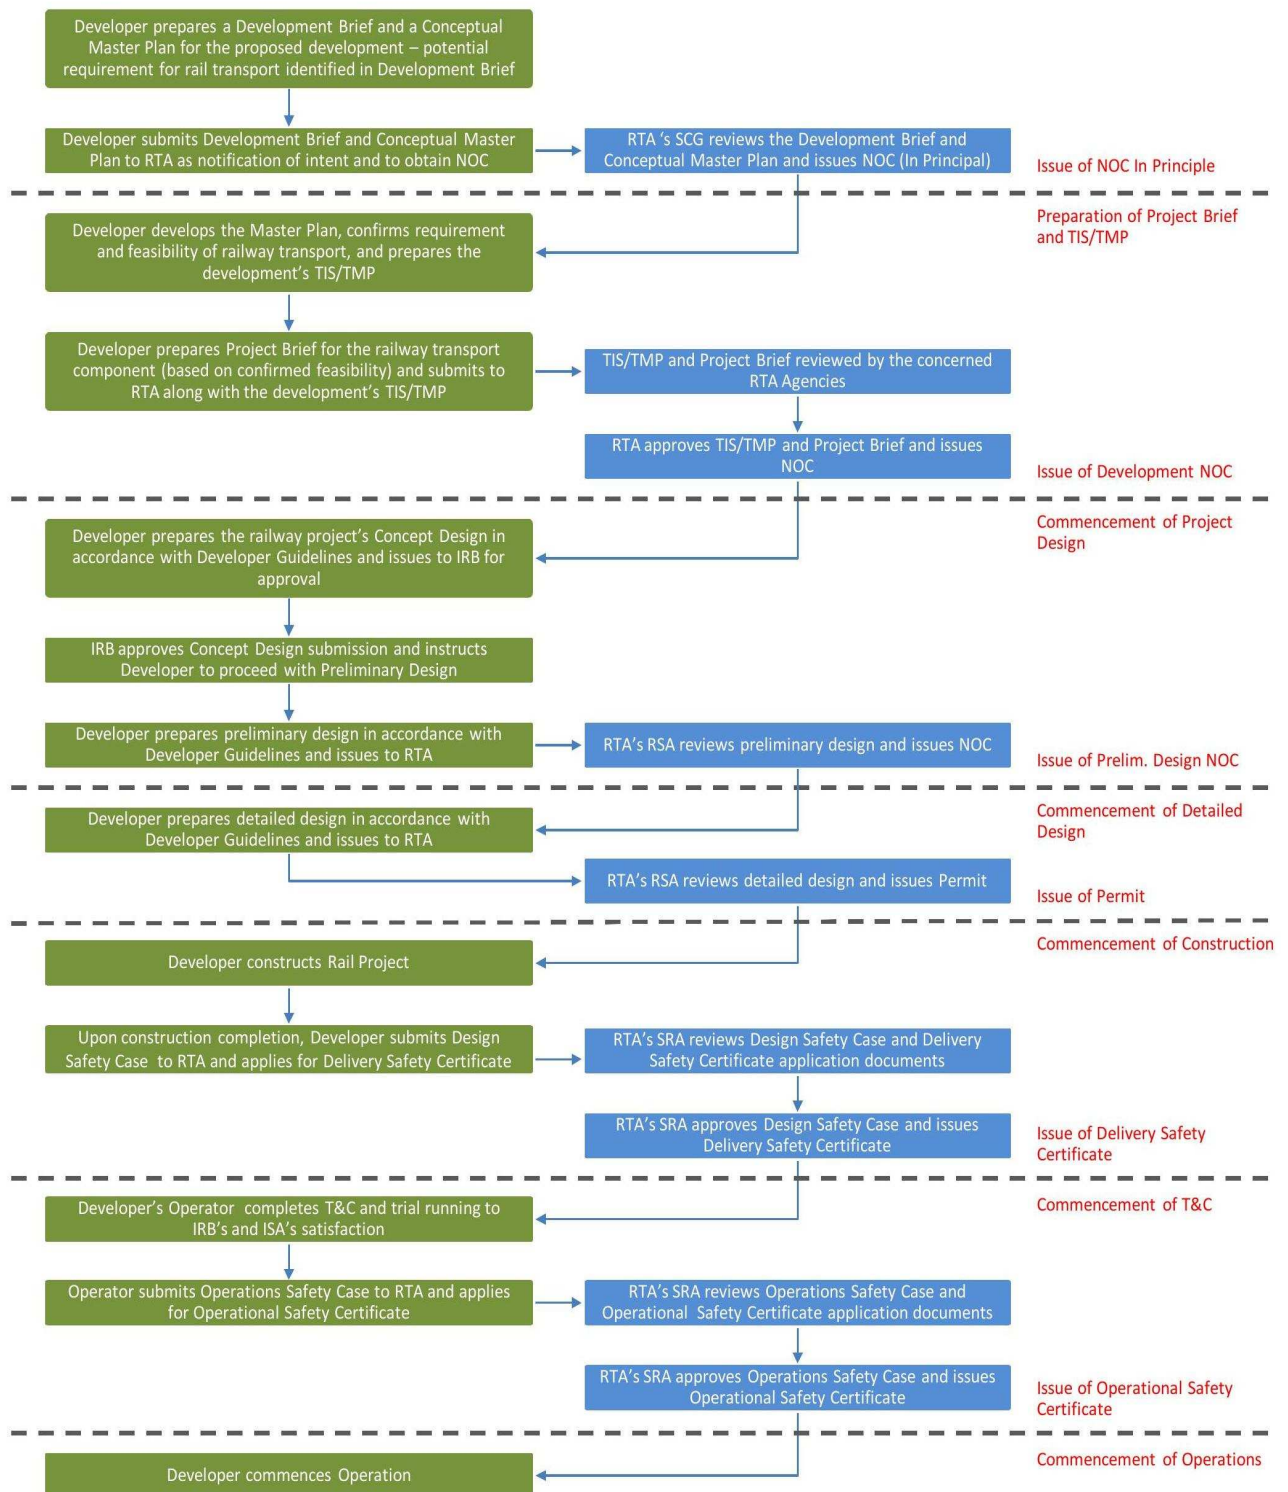 Developer prepares a Development Brief and a Conceptual
Master Plan for the proposed development – potential
requirement for rail transport identified in Development Brief
Developer submits Development Brief and Conceptual Master
Plan to RTA as notification of intent and to obtain NOC
RTA 's SCG reviews the Development Brief and
Conceptual Master Plan and issues NOC (In Principal)
Issue of NOC In Principle
Preparation of Project Brief
and TIS/TMP
Developer develops the Master Plan, confirms requirement
and feasibility of railway transport, and prepares the
development's TIS/TMP
Developer prepares Project Brief for the railway transport
component (based on confirmed feasibility) and submits to
RTA along with the development's TIS/TMP
TIS/TMP and Project Brief reviewed by the concerned
RTA Agencies
RTA approves TIS/TMP and Project Brief and issues
NOC
Issue of Development NOC
Commencement of Project
Design
Developer prepares the railway project's Concept Design in
accordance with Developer Guidelines and issues to IRB for
approval
IRB approves Concept Design submission and instructs
Developer to proceed with Preliminary Design
Developer prepares preliminary design in accordance with
Developer Guidelines and issues to RTA
RTA's RSA reviews preliminary design and issues NOC
Issue of Prelim. Design NOC
Commencement of Detailed
Design
Developer prepares detailed design in accordance with
Developer Guidelines and issues to RTA
RTA's RSA reviews detailed design and issues Permit
Issue of Permit
Commencement of Construction
Developer constructs Rail Project
Upon construction completion, Developer submits Design
Safety Case to RTA and applies for Delivery Safety Certificate
RTA's SRA reviews Design Safety Case and Delivery
Safety Certificate application documents
RTA's SRA approves Design Safety Case and issues
Delivery Safety Certificate
Issue of Delivery Safety
Certificate
Commencement of T&C
Developer's Operator completes T&C and trial running to
IRB's and ISA's satisfaction
Operator submits Operations Safety Case to RTA and applies
for Operational Safety Certificate
RTA's SRA reviews Operations Safety Case and
Operational Safety Certificate application documents
RTA's SRA approves Operations Safety Case and issues
Operational Safety Certificate
Issue of Operational Safety
Certificate
Commencement of Operations
Developer commences Operation